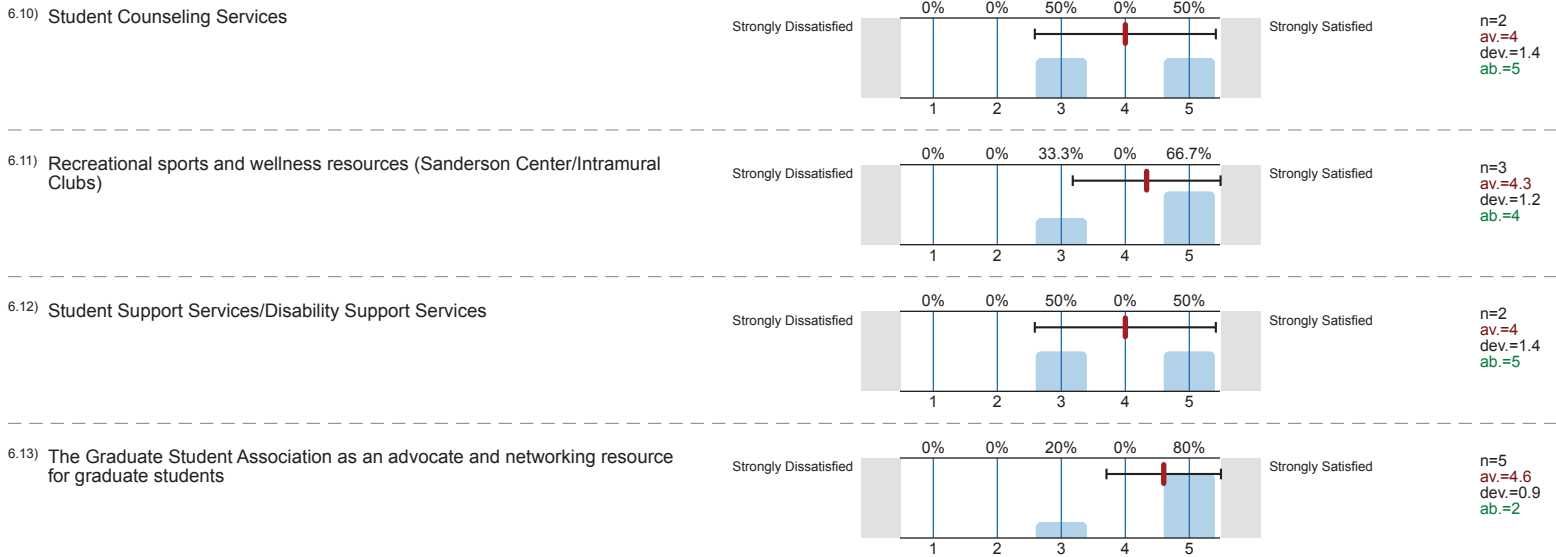 6.10) Student Counseling Services
0% 0% 50% 0% 50%
Strongly Dissatisfied
Strongly Satisfied
n=2
av.=4
dev.=1.4
ab.=5
1 2 3 4 5
6.11) Recreational sports and wellness resources (Sanderson Center/Intramural
Clubs)
0% 0% 33.3% 0% 66.7%
Strongly Dissatisfied
Strongly Satisfied
n=3
av.=4.3
dev.=1.2
ab.=4
1 2 3 4 5
6.12) Student Support Services/Disability Support Services
0% 0% 50% 0% 50%
Strongly Dissatisfied
Strongly Satisfied
n=2
av.=4
dev.=1.4
ab.=5
1 2 3 4 5
6.13) The Graduate Student Association as an advocate and networking resource
for graduate students
0% 0% 20% 0% 80%
Strongly Dissatisfied
Strongly Satisfied
n=5
av.=4.6
dev.=0.9
ab.=2
1 2 3 4 5